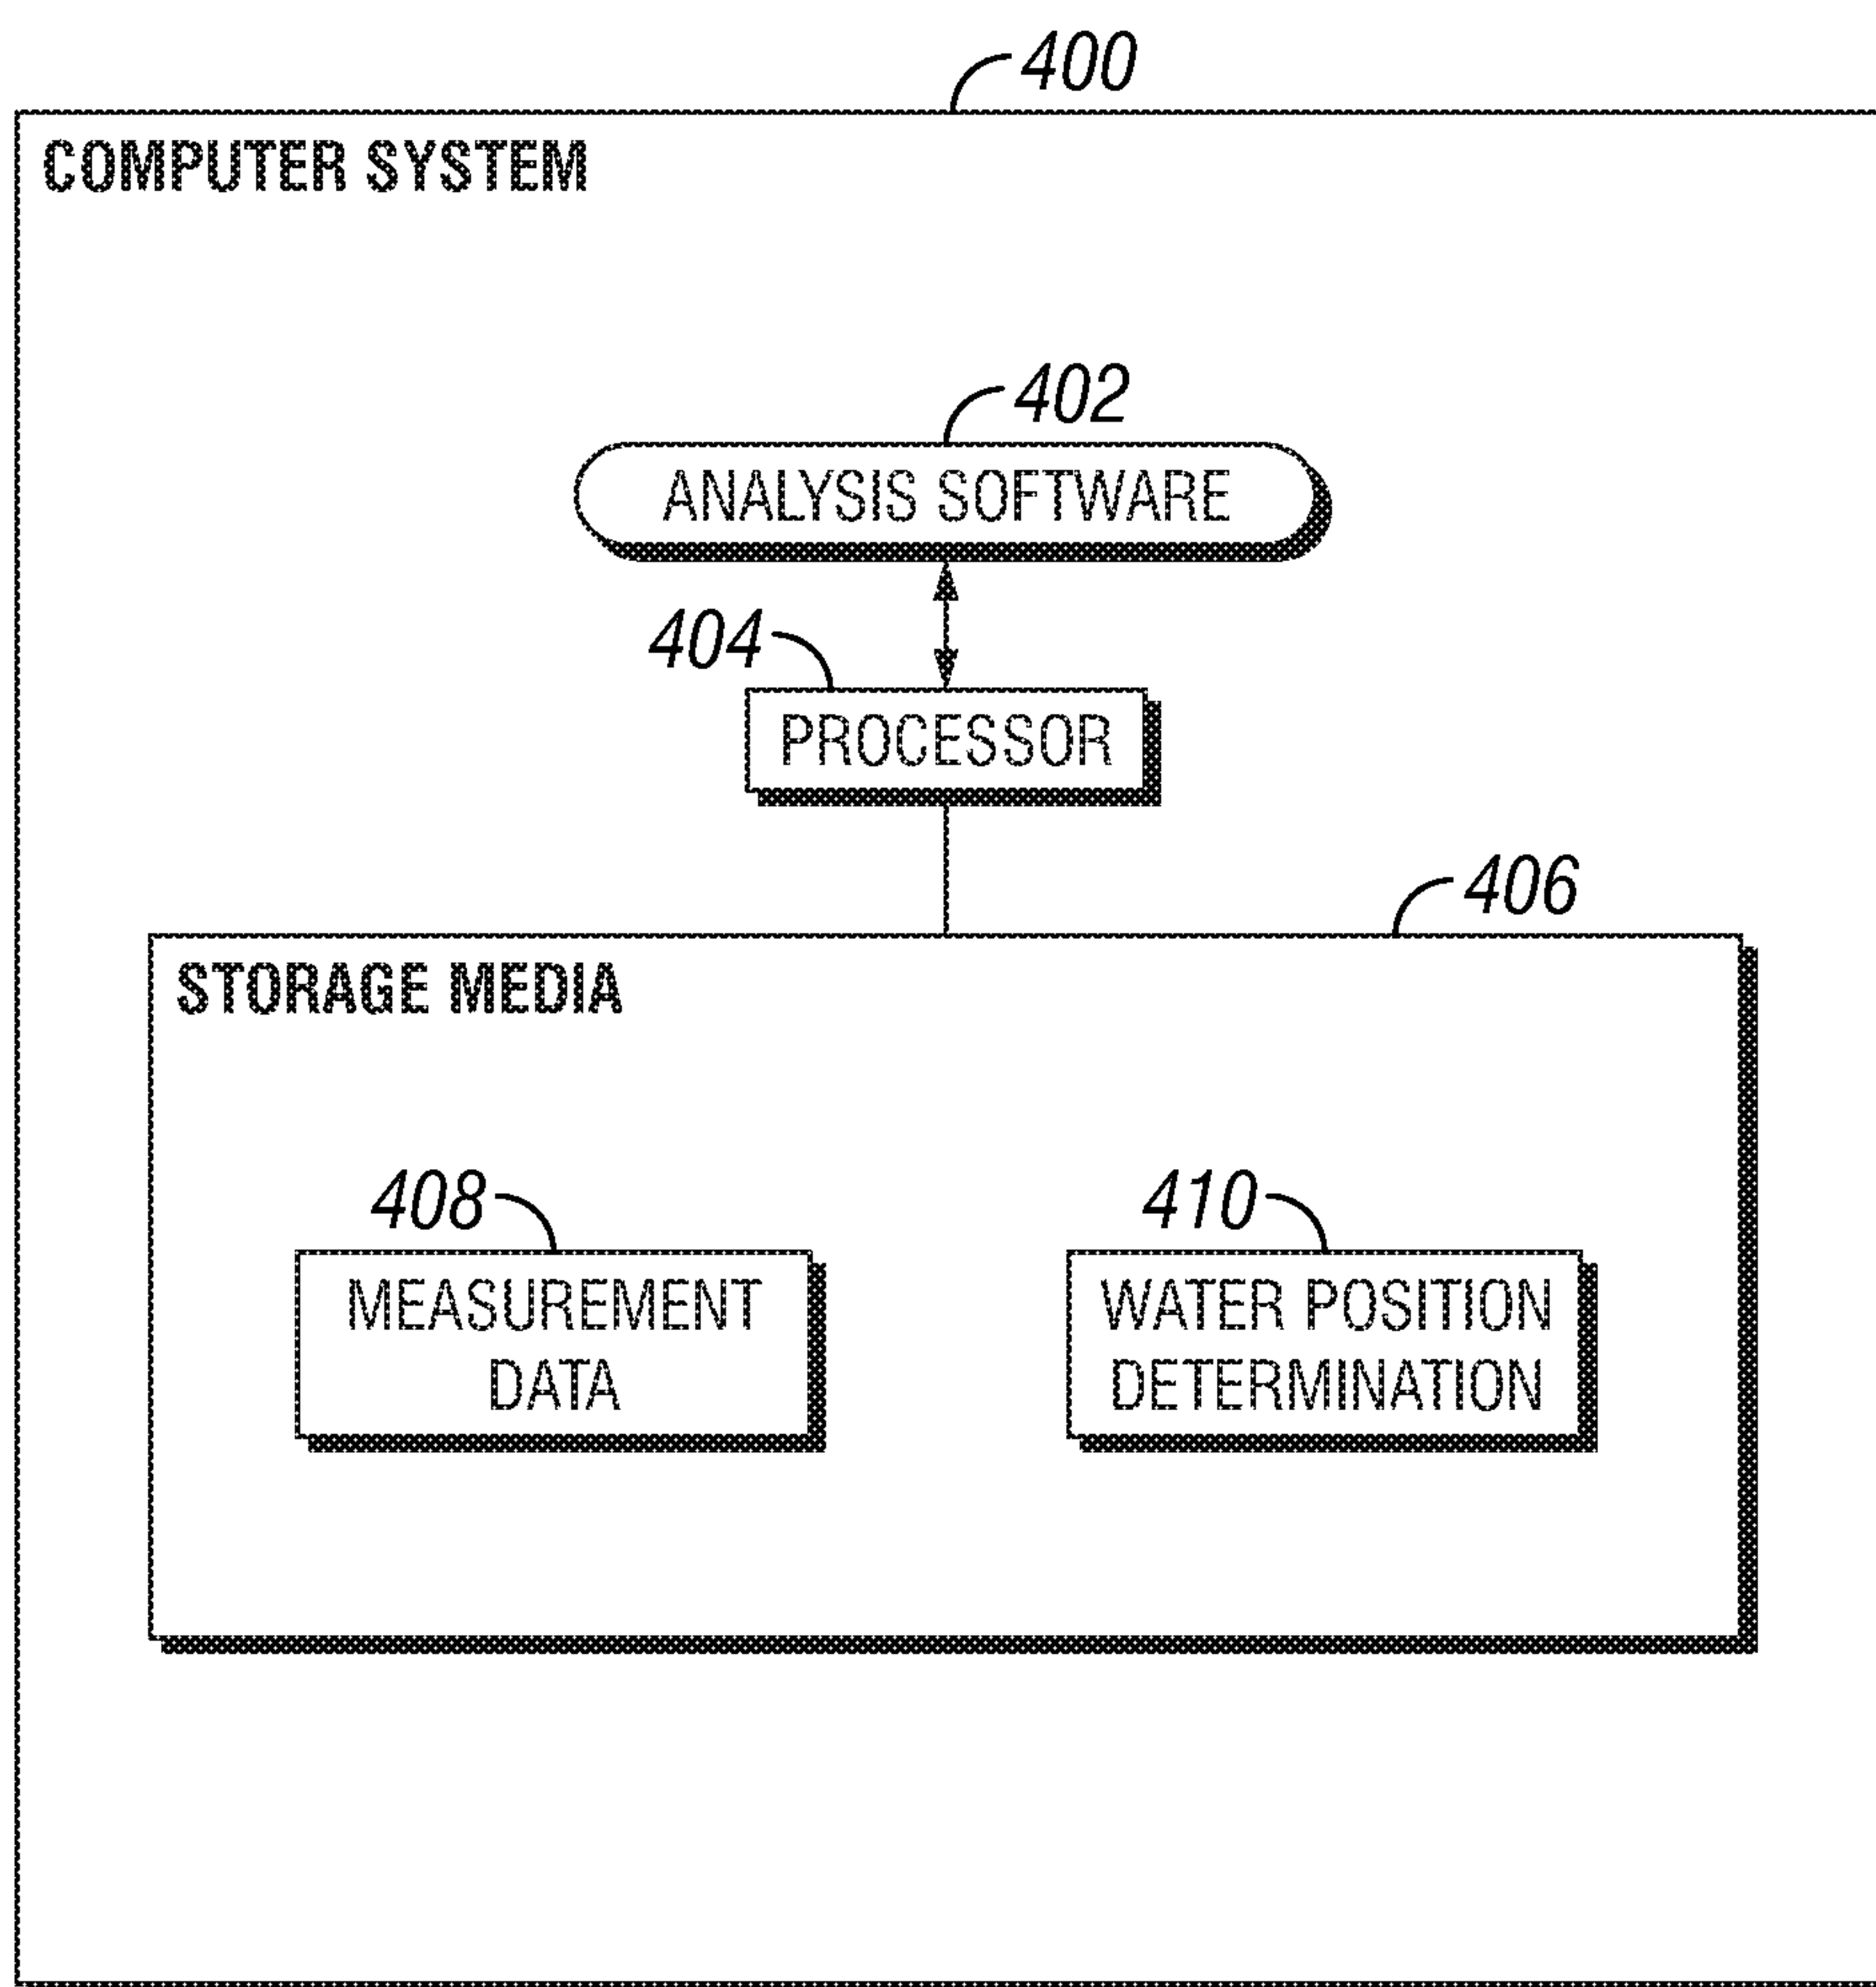 400
COMPUTER SYSTEM
402
ANALYSIS SOFTWARE
404
PROCESSOR
406
STORAGE MEDIA
408
MEASUREMENT
DATA
410
WATER POSITION
DETERMINATION